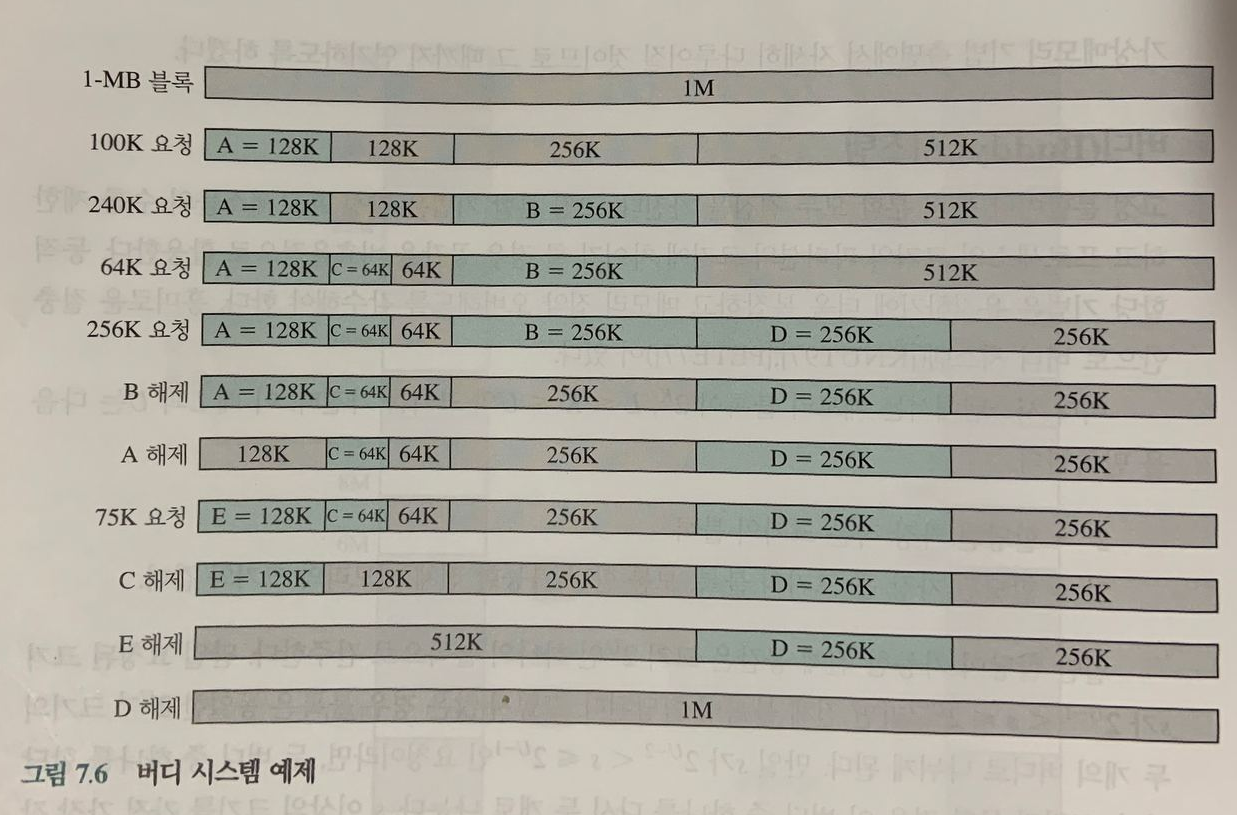 1-MB 블록 1M
100K 요청 A = 128K 128K 256K 512K
240K 요청 A = 128K 128K B = 256K 512K
64K 요청 A = 128K C = 64K 64K B = 256K 512K
256K 요청 A = 128K C = 64K 64K B = 256K D = 256K 256K
B 해제 A = 128K C = 64K 64K 256K D = 256K 256K
A 해제 128K C = 64K 64K 256K D = 256K 256K
75K 요청 E = 128K C = 64K 64K 256K D = 256K 256K
C 해제 E = 128K 128K 256K D = 256K 256K
E 해제 512K D = 256K 256K
D 해제 1M
그림 7.6 버디 시스템 예제